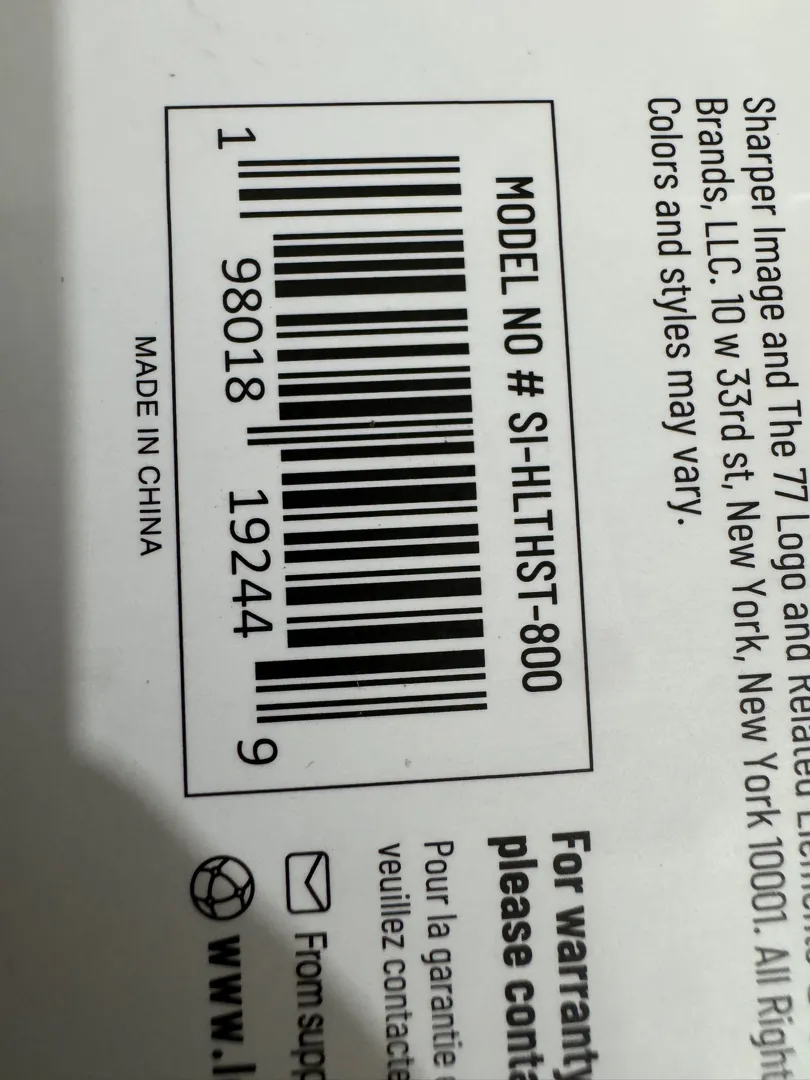 Sharper Image and The 77 Logo and Related
Brands, LLC. 10 w 33rd st, New York, New York 10001. All Right
Colors and styles may vary.
MODEL NO # SI-HLTHST-800
1 98018 19244 9
MADE IN CHINA
For warranty
please conta
Pour la garantie
veuillez contacte
From supp
www.